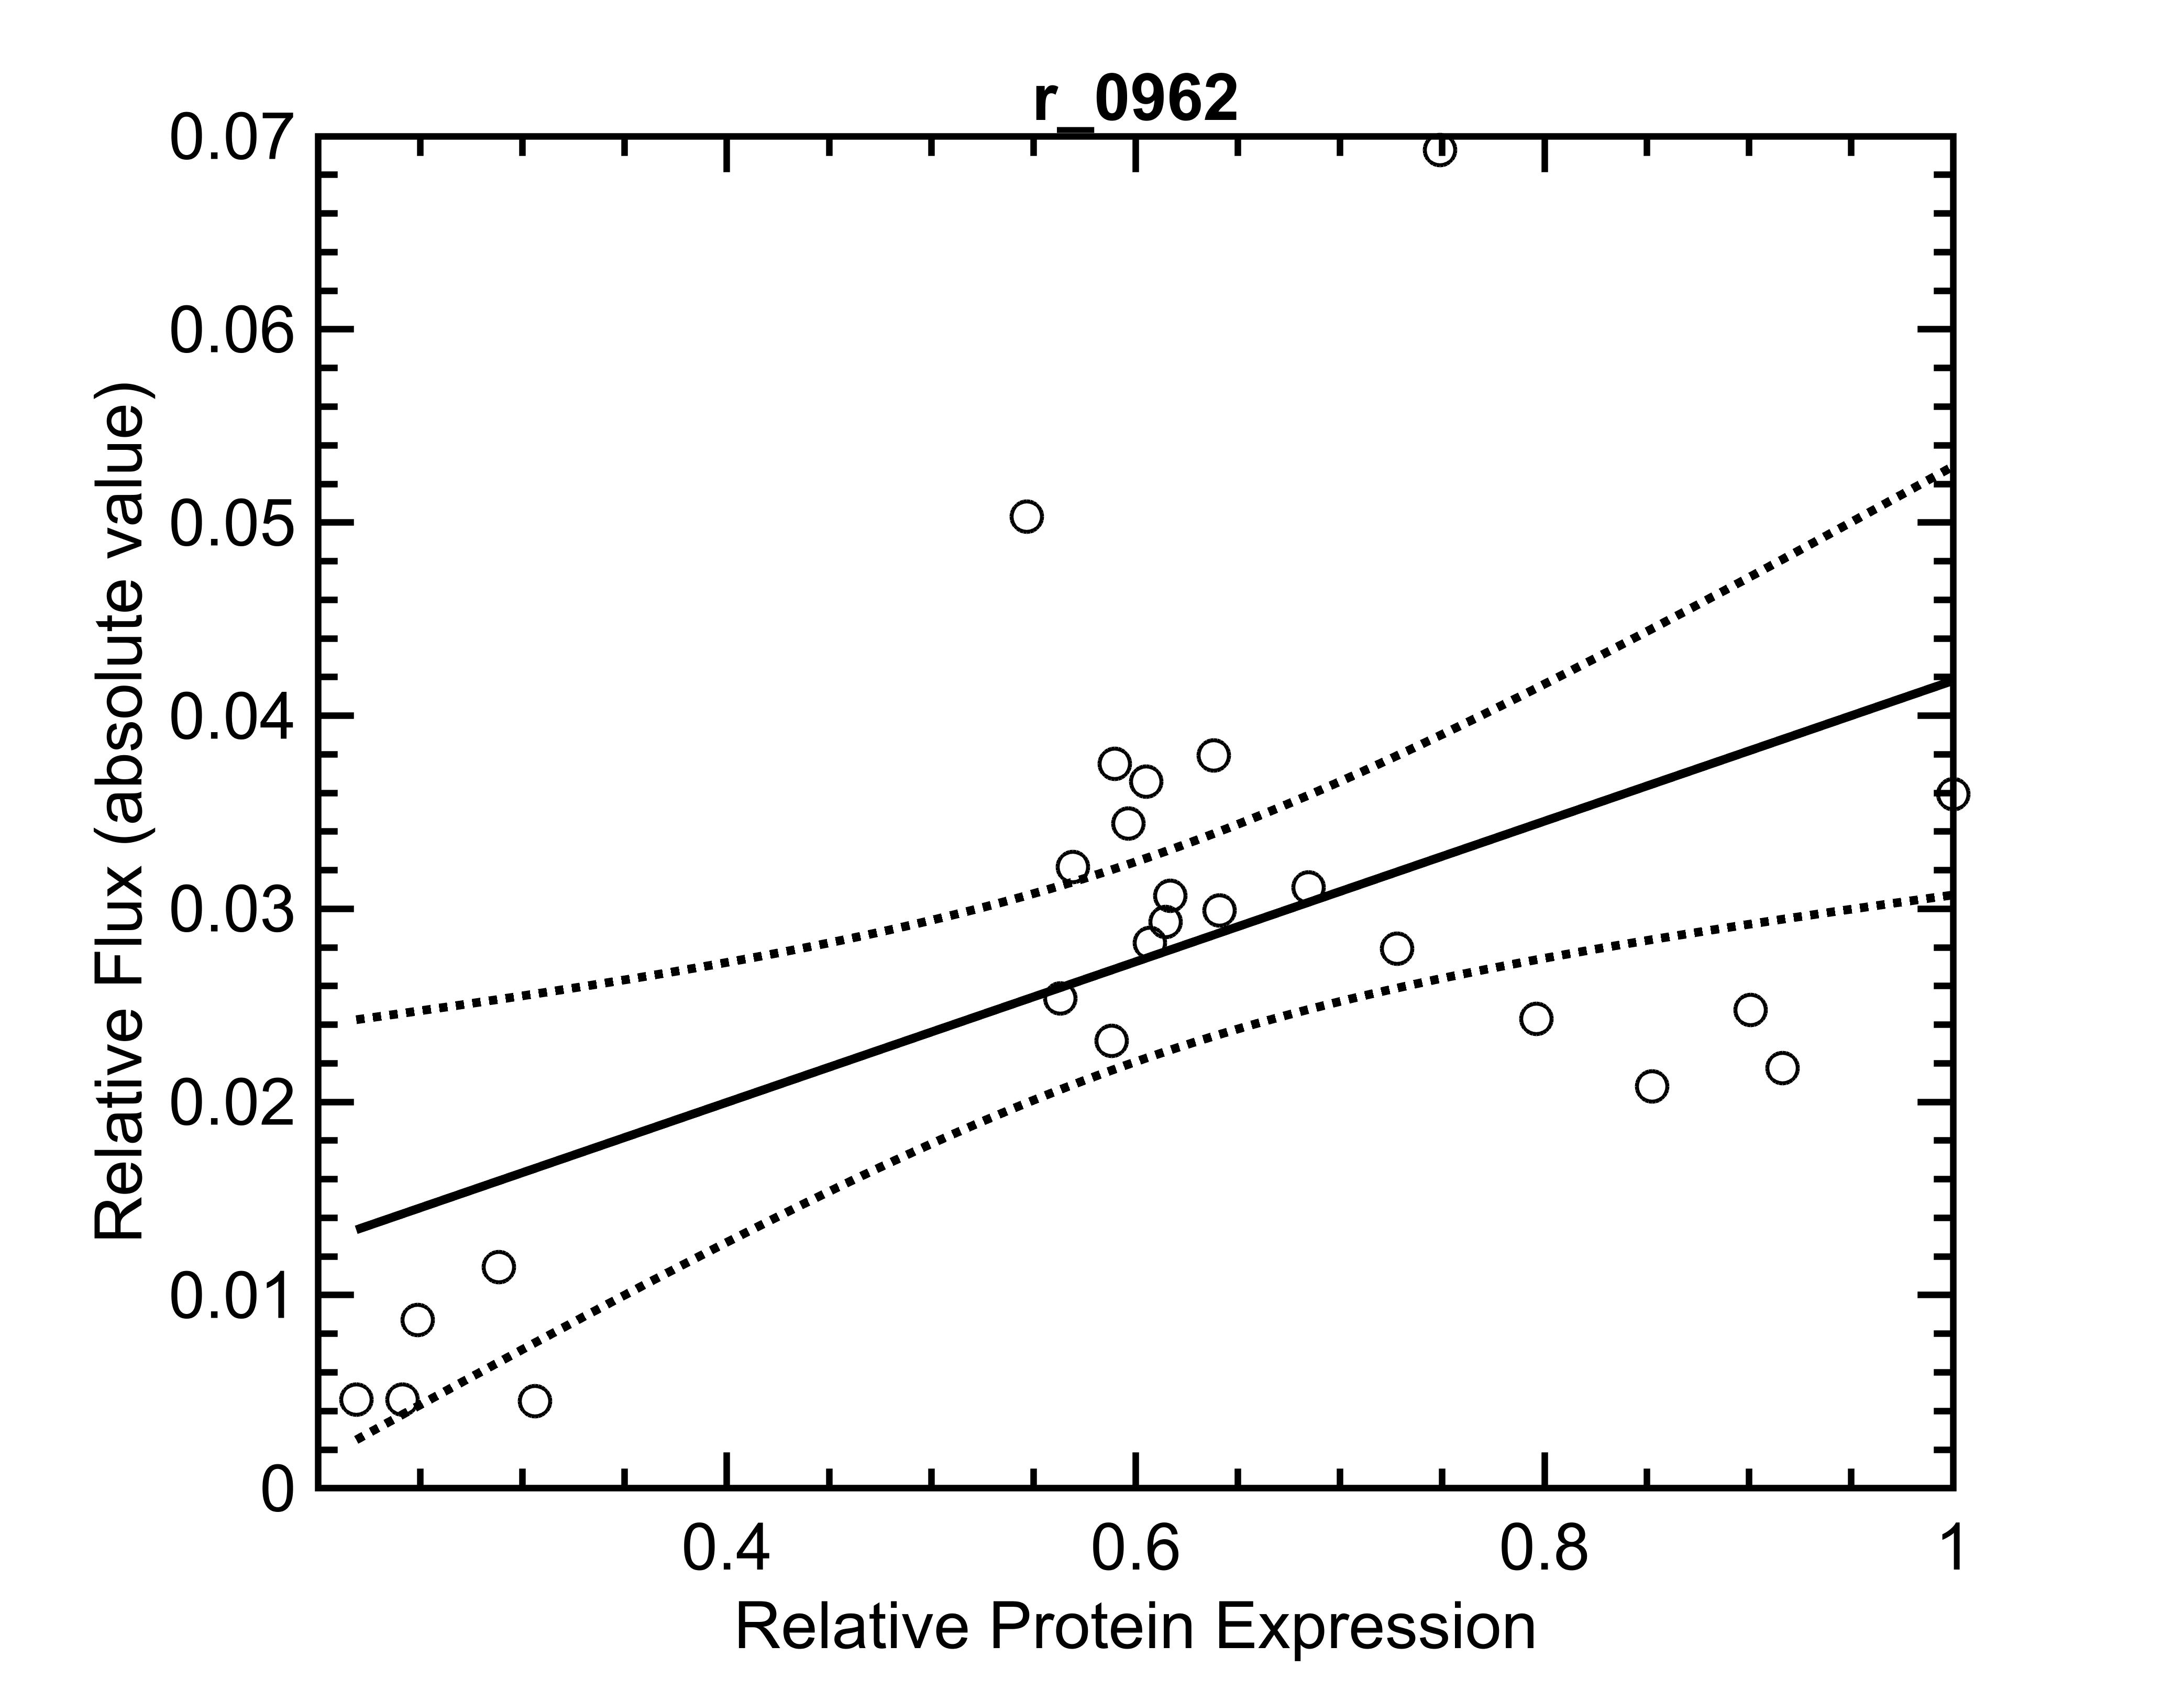 r_0962
0.07
0.06
0.05
0.04
0.03
0.02
0.01
0
Relative Flux (absolute value)
0.4 0.6 0.8 1
Relative Protein Expression